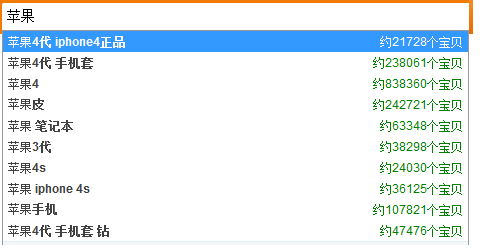 苹果
苹果4代 iphone4正品 约21728个宝贝
苹果4代 手机套 约238061个宝贝
苹果4 约838360个宝贝
苹果皮 约242721个宝贝
苹果 笔记本 约63348个宝贝
苹果3代 约38298个宝贝
苹果4s 约24030个宝贝
苹果 iphone 4s 约36125个宝贝
苹果手机 约107821个宝贝
苹果4代 手机套 钻 约47476个宝贝